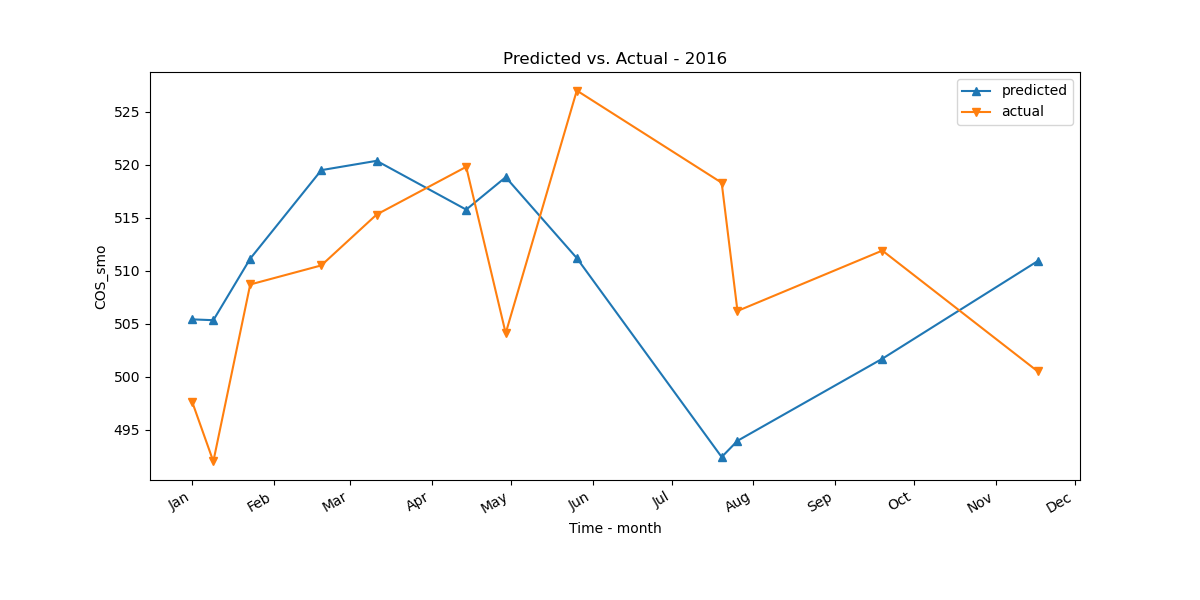 Predicted vs. Actual - 2016
predicted
actual
COS_smo
525
520
515
510
505
500
495
Jan Feb Mar Apr May Jun Jul Aug Sep Oct Nov Dec
Time - month